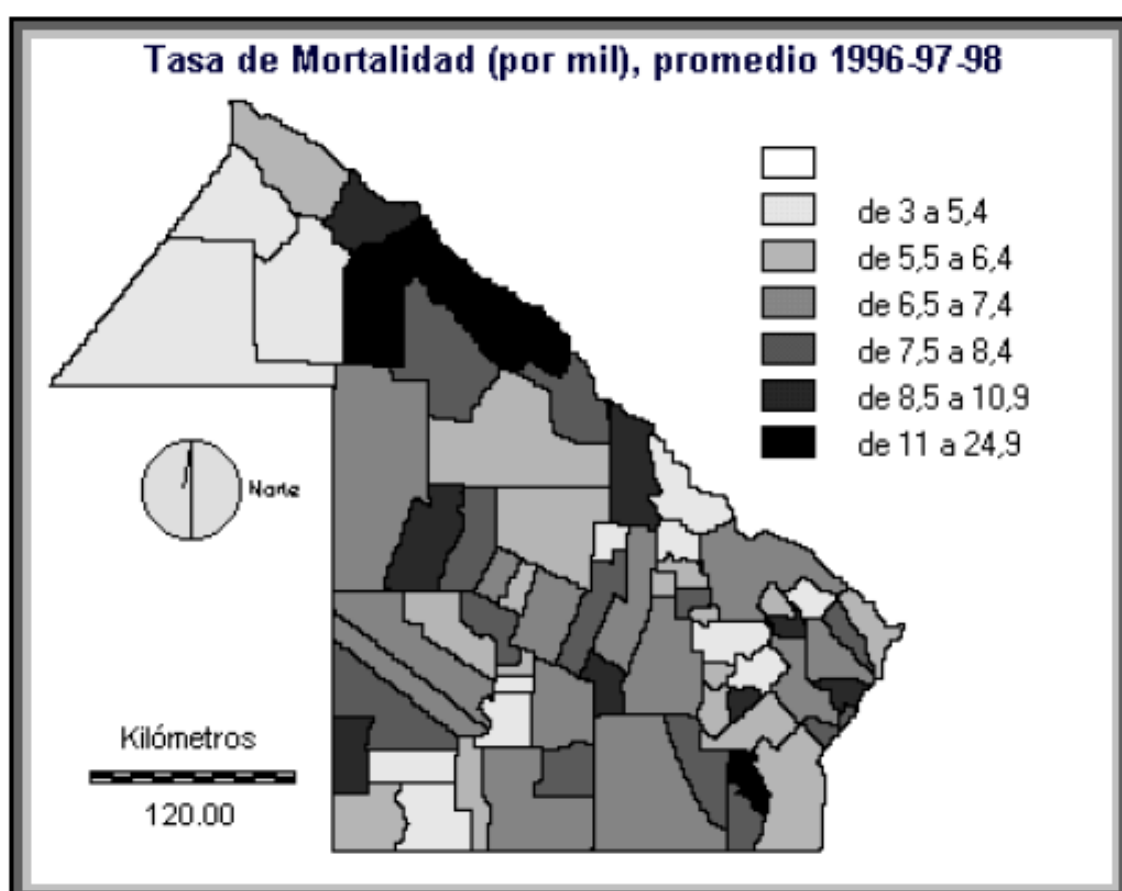 Tasa de Mortalidad (por mil), promedio 1996-97-98
de 3 a 5,4
de 5,5 a 6,4
de 6,5 a 7,4
de 7,5 a 8,4
de 8,5 a 10,9
de 11 a 24,9
Norte
Kilómetros
120.00